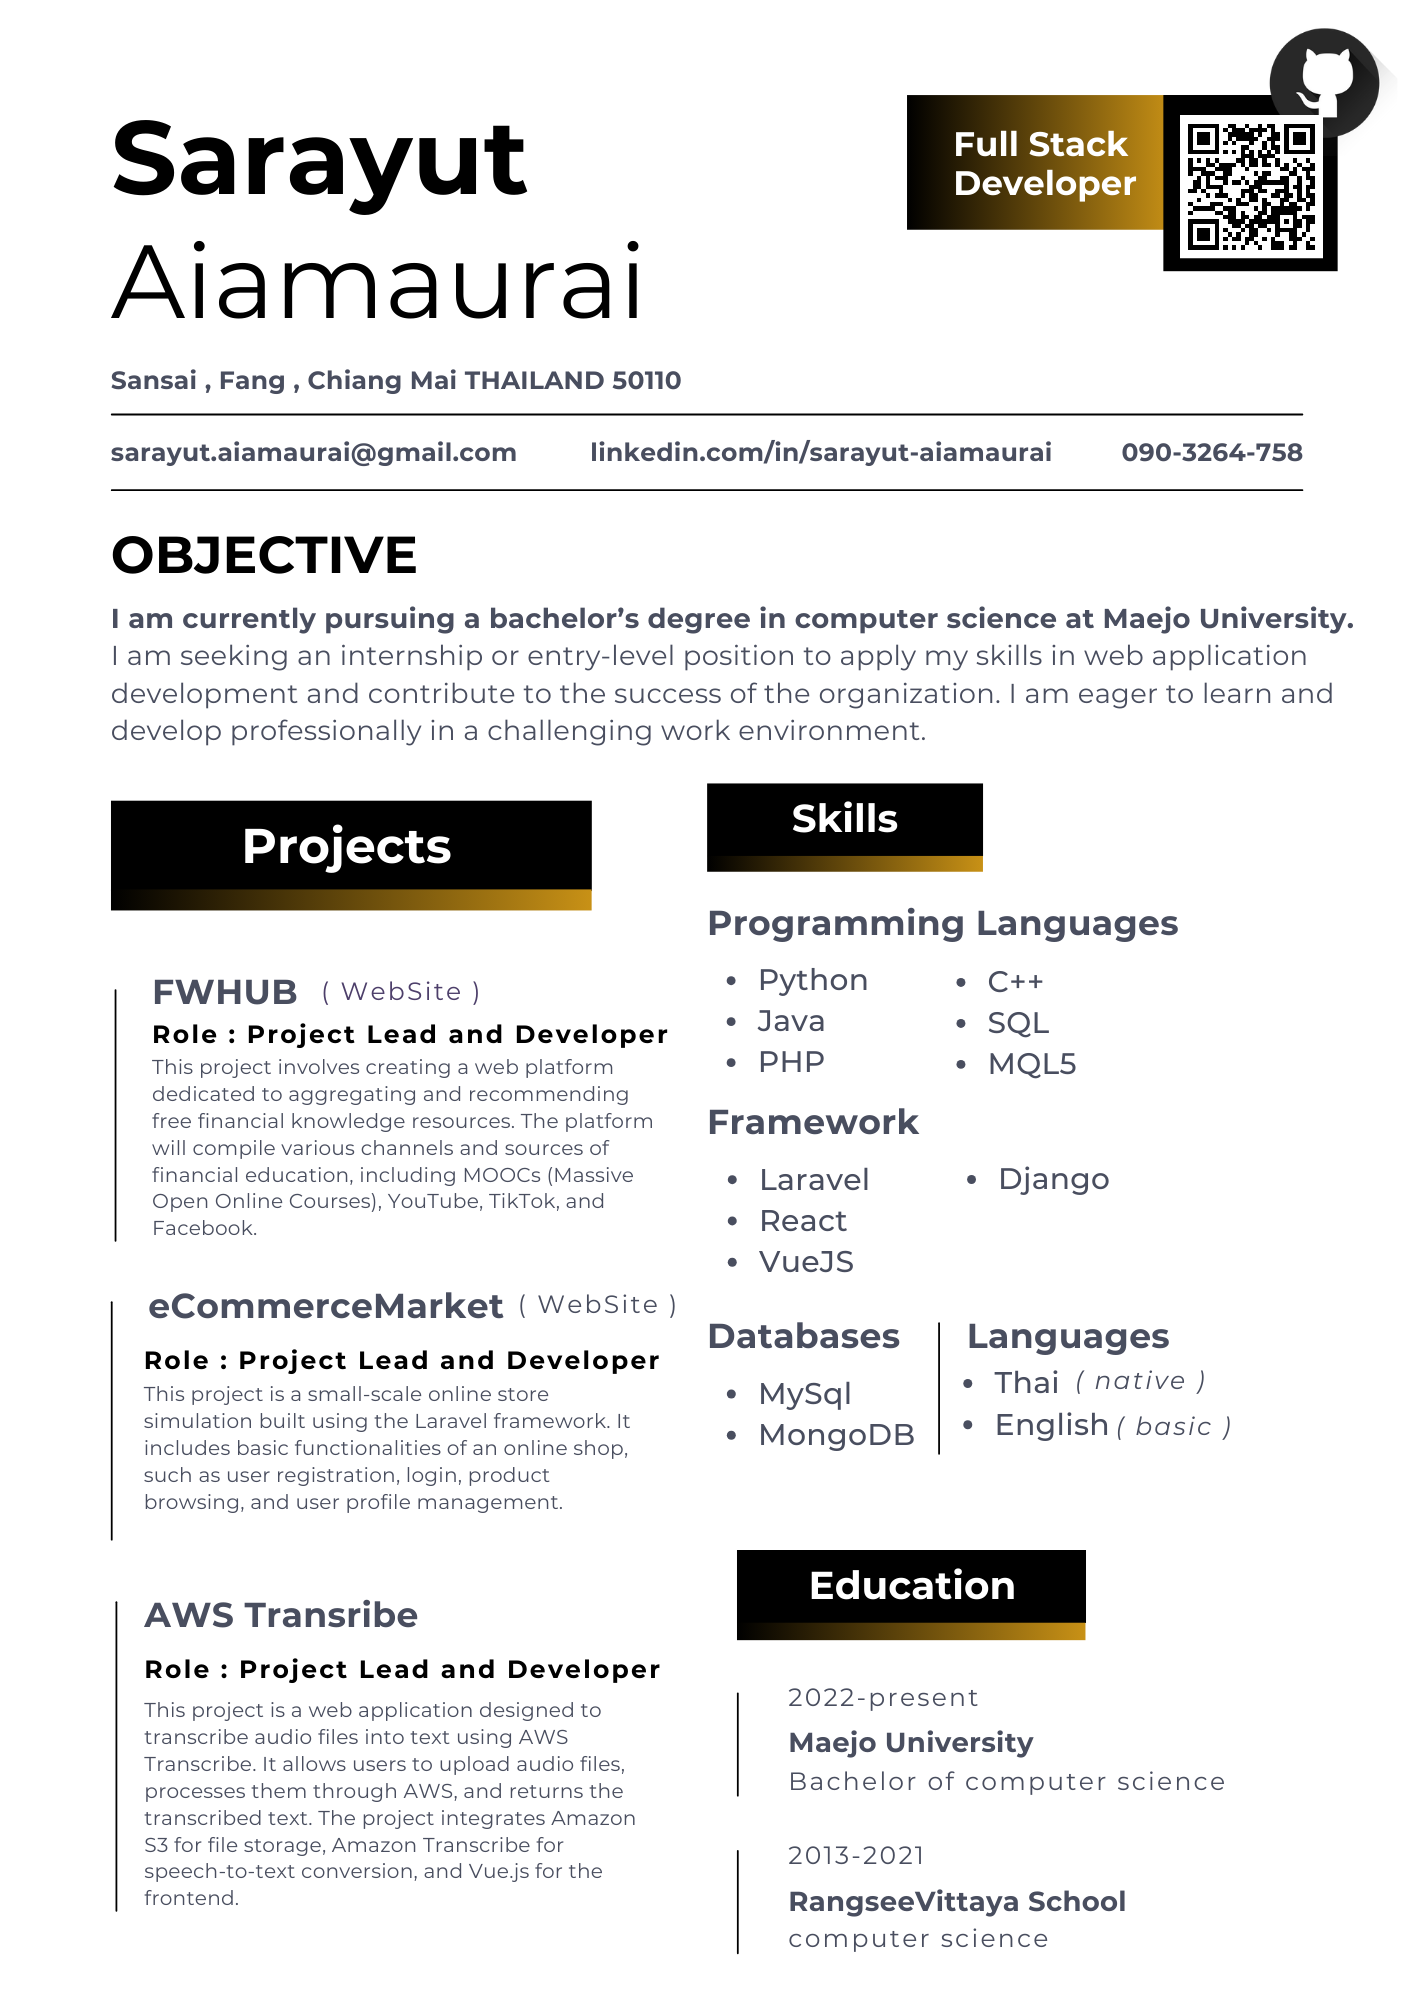 Sarayut
Aiamaurai
Full Stack
Developer
Sansai , Fang , Chiang Mai THAILAND 50110
sarayut.aiamaurai@gmail.com linkedin.com/in/sarayut-aiamaurai 090-3264-758
OBJECTIVE
I am currently pursuing a bachelor’s degree in computer science at Maejo University.
I am seeking an internship or entry-level position to apply my skills in web application
development and contribute to the success of the organization. I am eager to learn and
develop professionally in a challenging work environment.
Projects
FWHUB ( WebSite )
Role : Project Lead and Developer
This project involves creating a web platform
dedicated to aggregating and recommending
free financial knowledge resources. The platform
will compile various channels and sources of
financial education, including MOOCs (Massive
Open Online Courses), YouTube, TikTok, and
Facebook.
eCommerceMarket ( WebSite )
Role : Project Lead and Developer
This project is a small-scale online store
simulation built using the Laravel framework. It
includes basic functionalities of an online shop,
such as user registration, login, product
browsing, and user profile management.
AWS Transribe
Role : Project Lead and Developer
This project is a web application designed to
transcribe audio files into text using AWS
Transcribe. It allows users to upload audio files,
processes them through AWS, and returns the
transcribed text. The project integrates Amazon
S3 for file storage, Amazon Transcribe for
speech-to-text conversion, and Vue.js for the
frontend.
Skills
Programming Languages
• Python
• Java
• PHP
• C++
• SQL
• MQL5
Framework
• Laravel
• React
• VueJS
• Django
Databases
• MySql
• MongoDB
Languages
• Thai ( native )
• English ( basic )
Education
2022-present
Maejo University
Bachelor of computer science
2013-2021
RangseeVittaya School
computer science